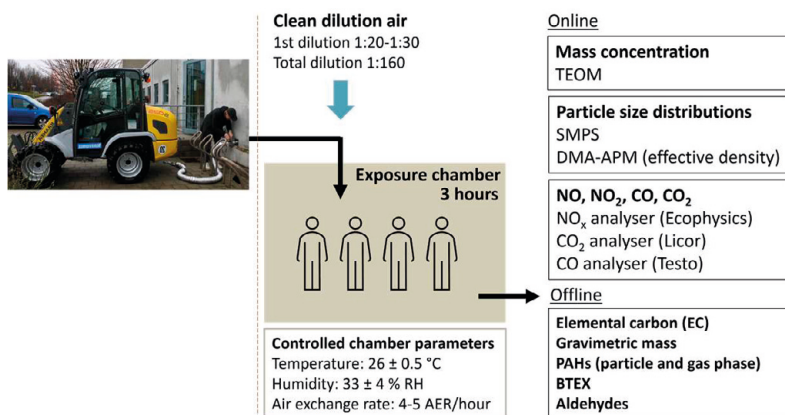 Clean dilution air
1st dilution 1:20-1:30
Total dilution 1:160
Exposure chamber
3 hours
Controlled chamber parameters
Temperature: 26 ± 0.5 °C
Humidity: 33 ± 4 % RH
Air exchange rate: 4-5 AER/hour
Online
Mass concentration
TEOM
Particle size distributions
SMPS
DMA-APM (effective density)
NO, NO₂, CO, CO₂
NOₓ analyser (Ecophysics)
CO₂ analyser (Licor)
CO analyser (Testo)
Offline
Elemental carbon (EC)
Gravimetric mass
PAHs (particle and gas phase)
BTEX
Aldehydes